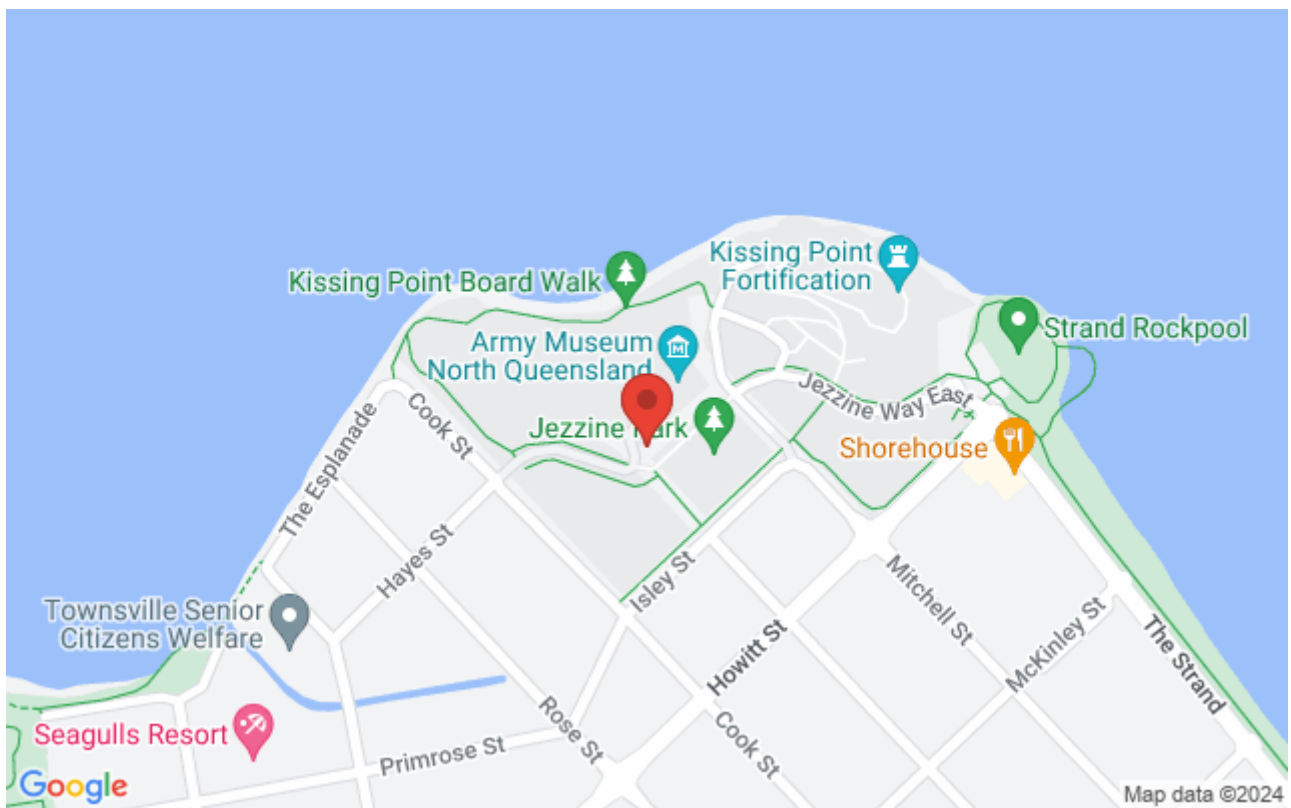 Kissing Point
Fortification
Kissing Point Board Walk
Strand Rockpool
Army Museum
North Queensland
Jezzine Way East
Jezzine Park
Cook St
The Esplanade
Shorehouse
Hayes St
Isley St
Mitchell St
Townsville Senior
Citizens Welfare
McKinley St
Howitt St
The Strand
Seagulls Resort
Rose St
Cook St
Primrose St
Google
Map data ©2024